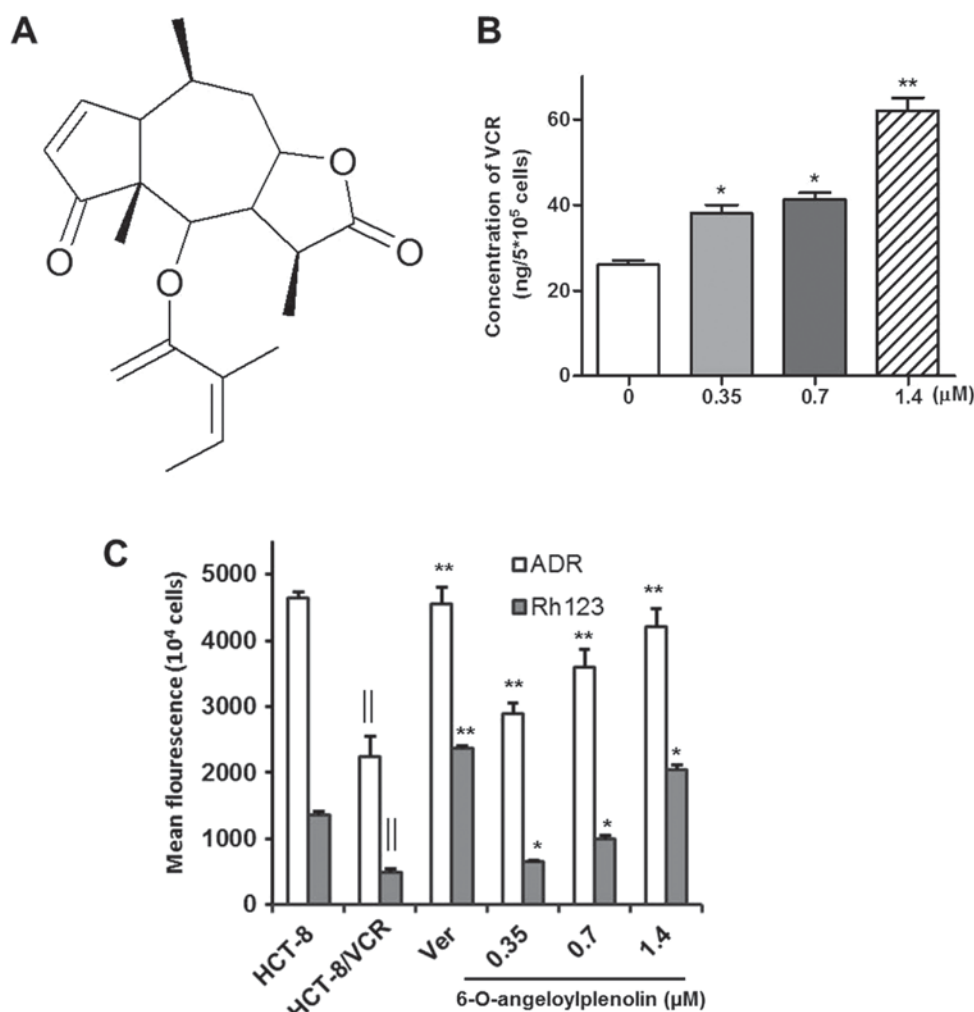 A
O
O
O
O
B
Concentration of VCR
(ng/5*10⁵ cells)
60
40
20
0
*
*
**
0
0.35
0.7
1.4 (µM)
C
Mean flourescence (10⁴ cells)
5000
4000
3000
2000
1000
0
ADR
Rh123
||
||
**
**
**
*
**
*
**
*
HCT-8
HCT-8/VCR
Ver
0.35
0.7
1.4
6-O-angeloylplenolin (µM)